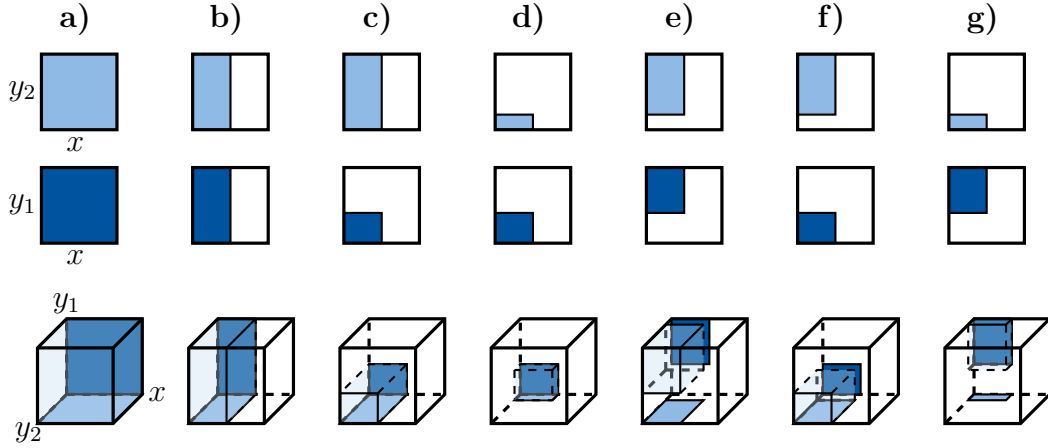 a) b) c) d) e) f) g)
y₂
x
y₁
x
y₁
x
y₂